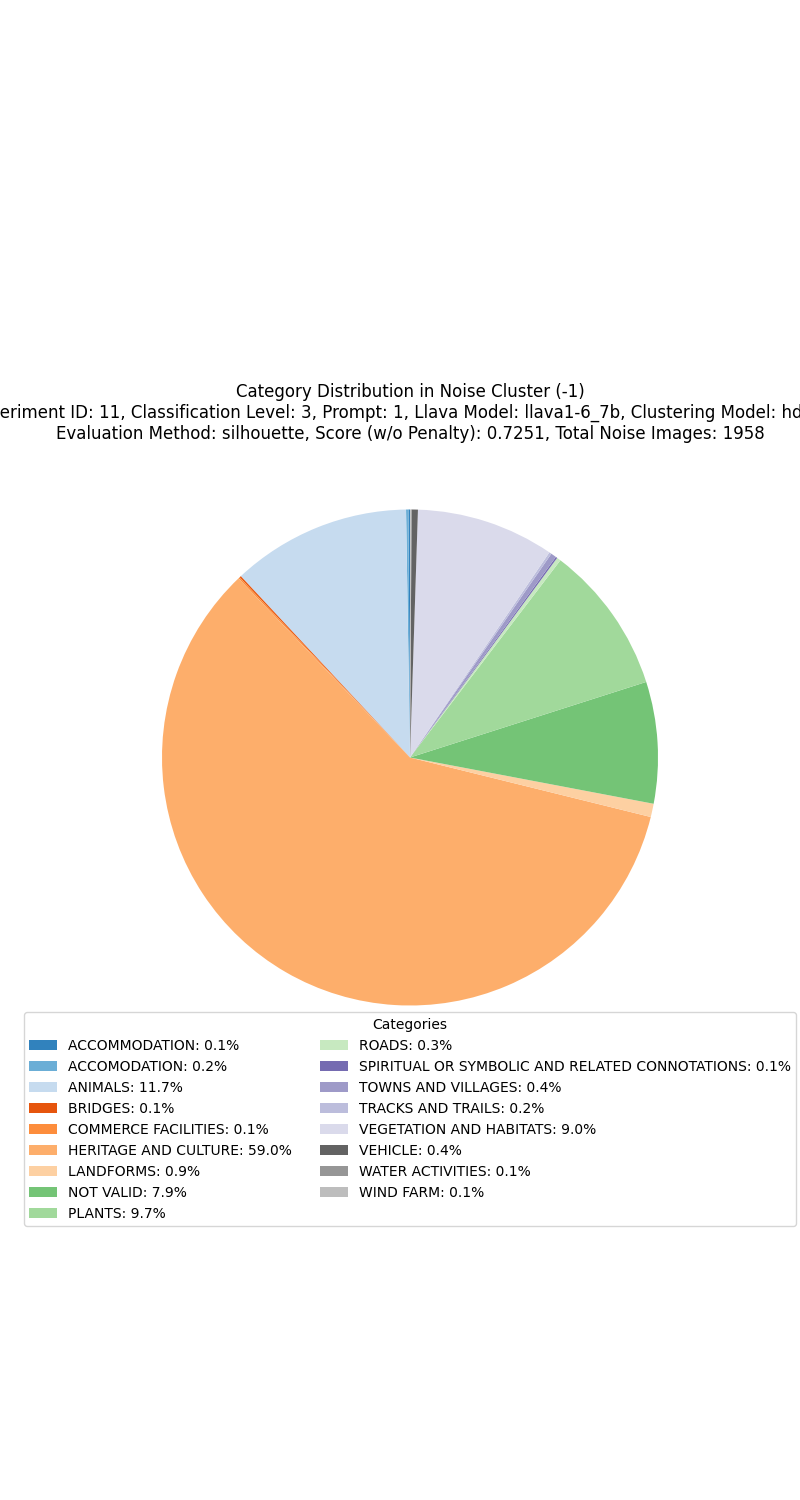 Category Distribution in Noise Cluster (-1)
eriment ID: 11, Classification Level: 3, Prompt: 1, Llava Model: llava1-6_7b, Clustering Model: hd
Evaluation Method: silhouette, Score (w/o Penalty): 0.7251, Total Noise Images: 1958
Categories
ACCOMMODATION: 0.1%
ACCOMODATION: 0.2%
ANIMALS: 11.7%
BRIDGES: 0.1%
COMMERCE FACILITIES: 0.1%
HERITAGE AND CULTURE: 59.0%
LANDFORMS: 0.9%
NOT VALID: 7.9%
PLANTS: 9.7%
ROADS: 0.3%
SPIRITUAL OR SYMBOLIC AND RELATED CONNOTATIONS: 0.1%
TOWNS AND VILLAGES: 0.4%
TRACKS AND TRAILS: 0.2%
VEGETATION AND HABITATS: 9.0%
VEHICLE: 0.4%
WATER ACTIVITIES: 0.1%
WIND FARM: 0.1%